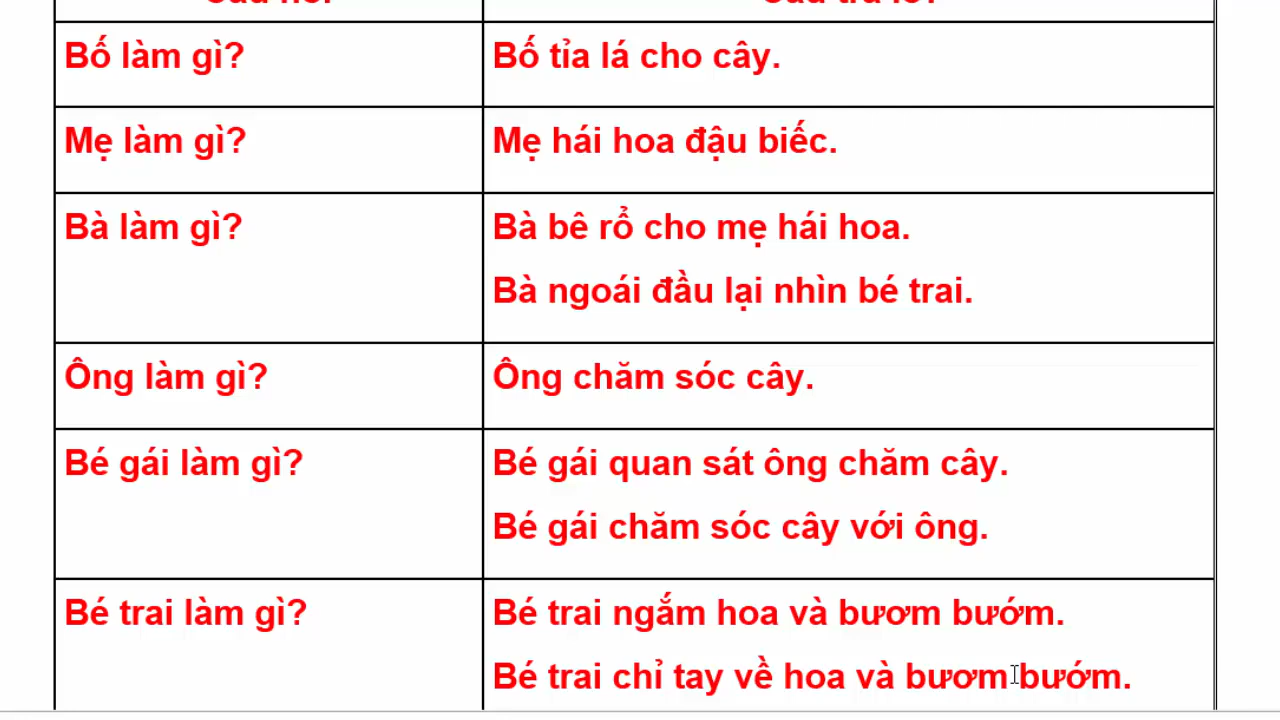 Bố làm gì?
Bố tỉa lá cho cây.
Mẹ làm gì?
Mẹ hái hoa đậu biếc.
Bà làm gì?
Bà bê rổ cho mẹ hái hoa.
Bà ngoái đầu lại nhìn bé trai.
Ông làm gì?
Ông chăm sóc cây.
Bé gái làm gì?
Bé gái quan sát ông chăm cây.
Bé gái chăm sóc cây với ông.
Bé trai làm gì?
Bé trai ngắm hoa và bươm bướm.
Bé trai chỉ tay về hoa và bươm bướm.